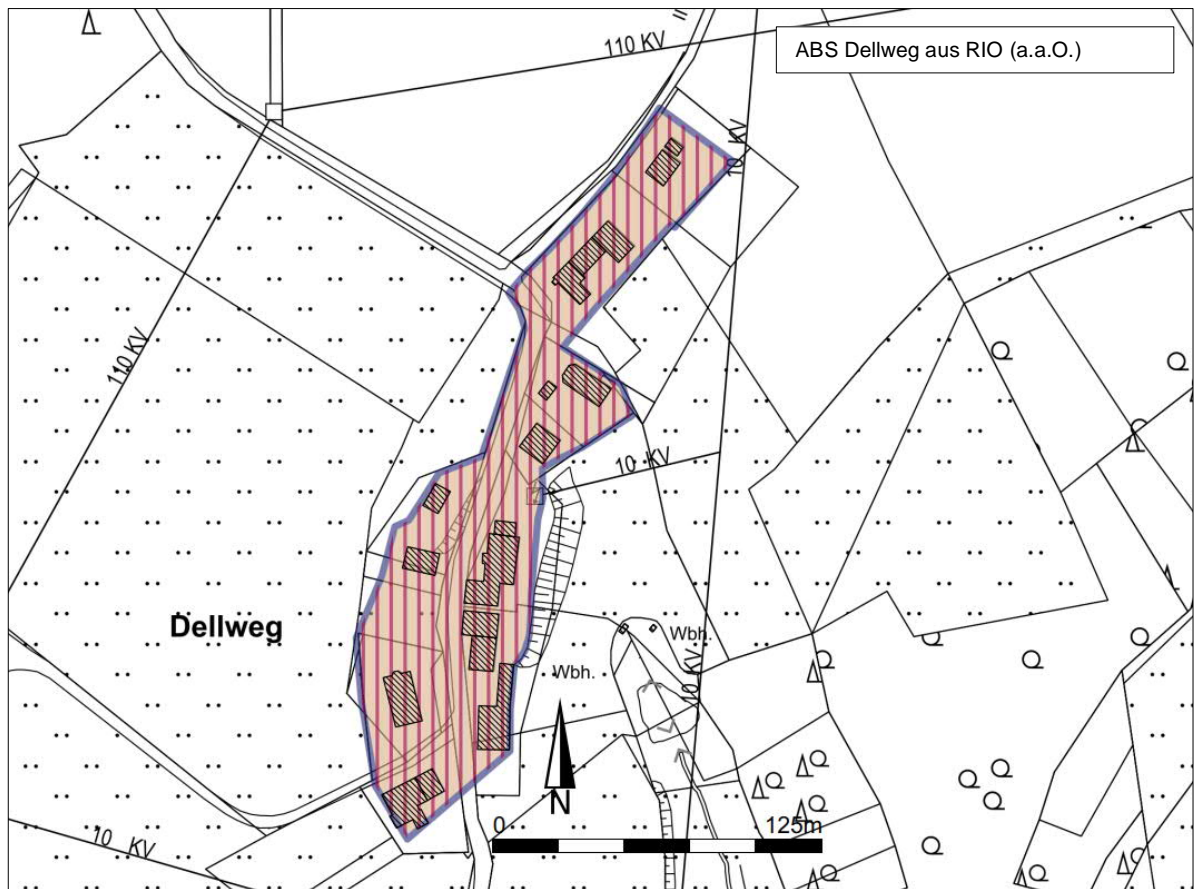 110 KV
ABS Dellweg aus RIO (a.a.O.)
10 KV
110 KV
10 KV
Dellweg
Wbh.
Wbh.
10 KV
N
0
125m
10 KV